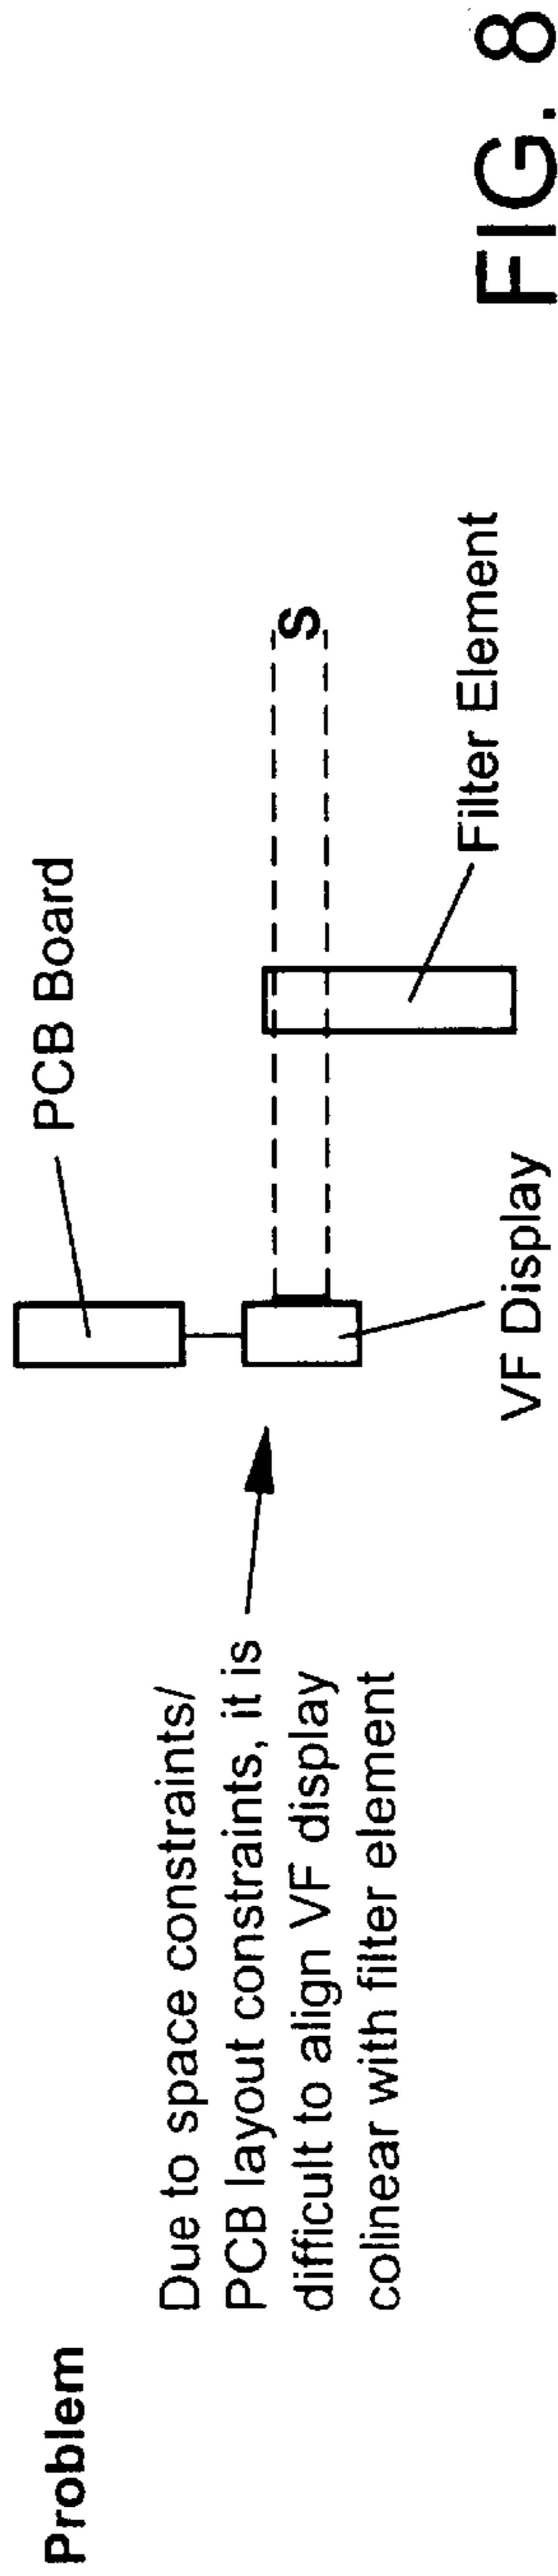 Problem
Due to space constraints/
PCB layout constraints, it is
difficult to align VF display
colinear with filter element
PCB Board
VF Display
Filter Element
S
FIG. 8